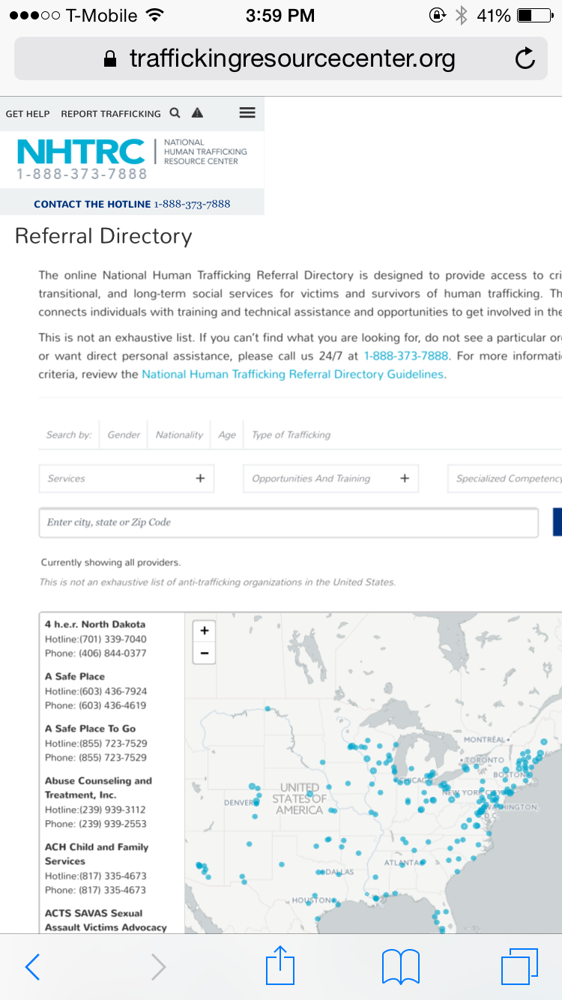 T-Mobile 3:59 PM 41%
traffickingresourcecenter.org
GET HELP REPORT TRAFFICKING
NHTRC
NATIONAL
HUMAN TRAFFICKING
RESOURCE CENTER
1-888-373-7888
CONTACT THE HOTLINE 1-888-373-7888
Referral Directory
The online National Human Trafficking Referral Directory is designed to provide access to cri
transitional, and long-term social services for victims and survivors of human trafficking. Th
connects individuals with training and technical assistance and opportunities to get involved in the
This is not an exhaustive list. If you can't find what you are looking for, do not see a particular or
or want direct personal assistance, please call us 24/7 at 1-888-373-7888. For more informati
criteria, review the National Human Trafficking Referral Directory Guidelines.
Search by: Gender Nationality Age Type of Trafficking
Services + Opportunities And Training + Specialized Competency
Enter city, state or Zip Code
Currently showing all providers.
This is not an exhaustive list of anti-trafficking organizations in the United States.
4 h.e.r. North Dakota
Hotline:(701) 339-7040
Phone: (406) 844-0377
A Safe Place
Hotline:(603) 436-7924
Phone: (603) 436-4619
A Safe Place To Go
Hotline:(855) 723-7529
Phone: (855) 723-7529
Abuse Counseling and
Treatment, Inc.
Hotline:(239) 939-3112
Phone: (239) 939-2553
ACH Child and Family
Services
Hotline:(817) 335-4673
Phone: (817) 335-4673
ACTS SAVAS Sexual
Assault Victims Advocacy
+
−
MONTRÉAL
TORONTO
BOSTON
CHICAGO
NEW YORK CITY
UNITED
STATES OF
AMERICA
DENVER
WASHINGTON,
D.C.
ATLANTA
DALLAS
HOUSTON